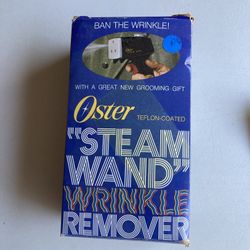 BAN THE WRINKLE!
WITH A GREAT NEW GROOMING GIFT
Oster
TEFLON-COATED
"STEAM
WAND"
WRINKLE
REMOVER